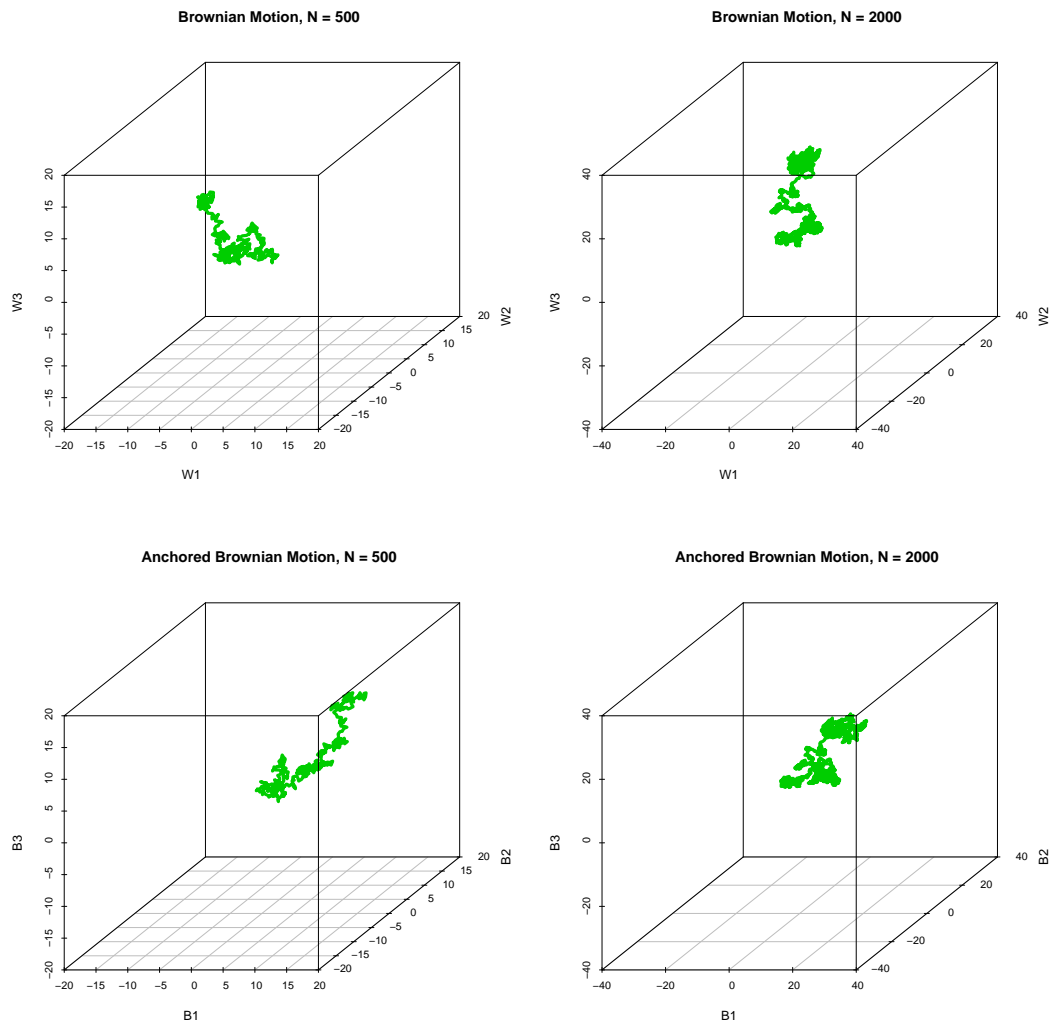 Brownian Motion, N = 500
W3
−20 −15 −10 −5 0 5 10 15 20
−20 −15 −10 −5 0 5 10 15 20
W1
−20 −15 −10 −5 0 5 10 15 20
W2
Brownian Motion, N = 2000
W3
−40 −20 0 20 40
−40 0 20 40
W1
−40 −20 0 20 40
W2
Anchored Brownian Motion, N = 500
B3
−20 −15 −10 −5 0 5 10 15 20
−20 −15 −10 −5 0 5 10 15 20
B1
−20 −15 −10 −5 0 5 10 15 20
B2
Anchored Brownian Motion, N = 2000
B3
−40 −20 0 20 40
−40 0 20 40
B1
−40 −20 0 20 40
B2